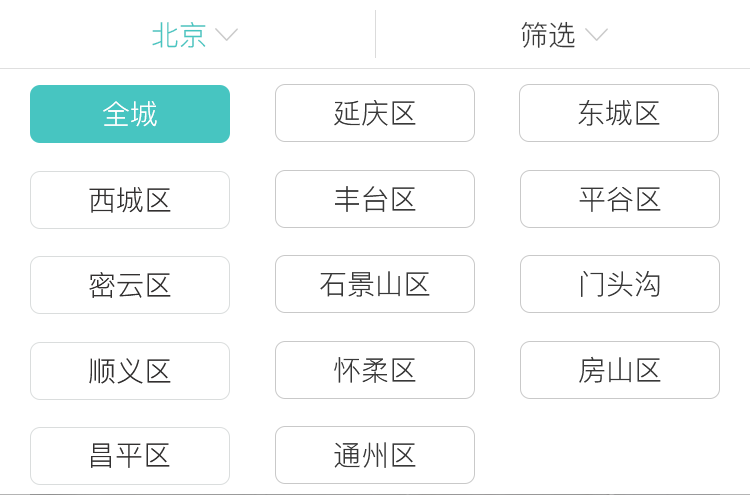 北京 筛选
全城 延庆区 东城区
西城区 丰台区 平谷区
密云区 石景山区 门头沟
顺义区 怀柔区 房山区
昌平区 通州区